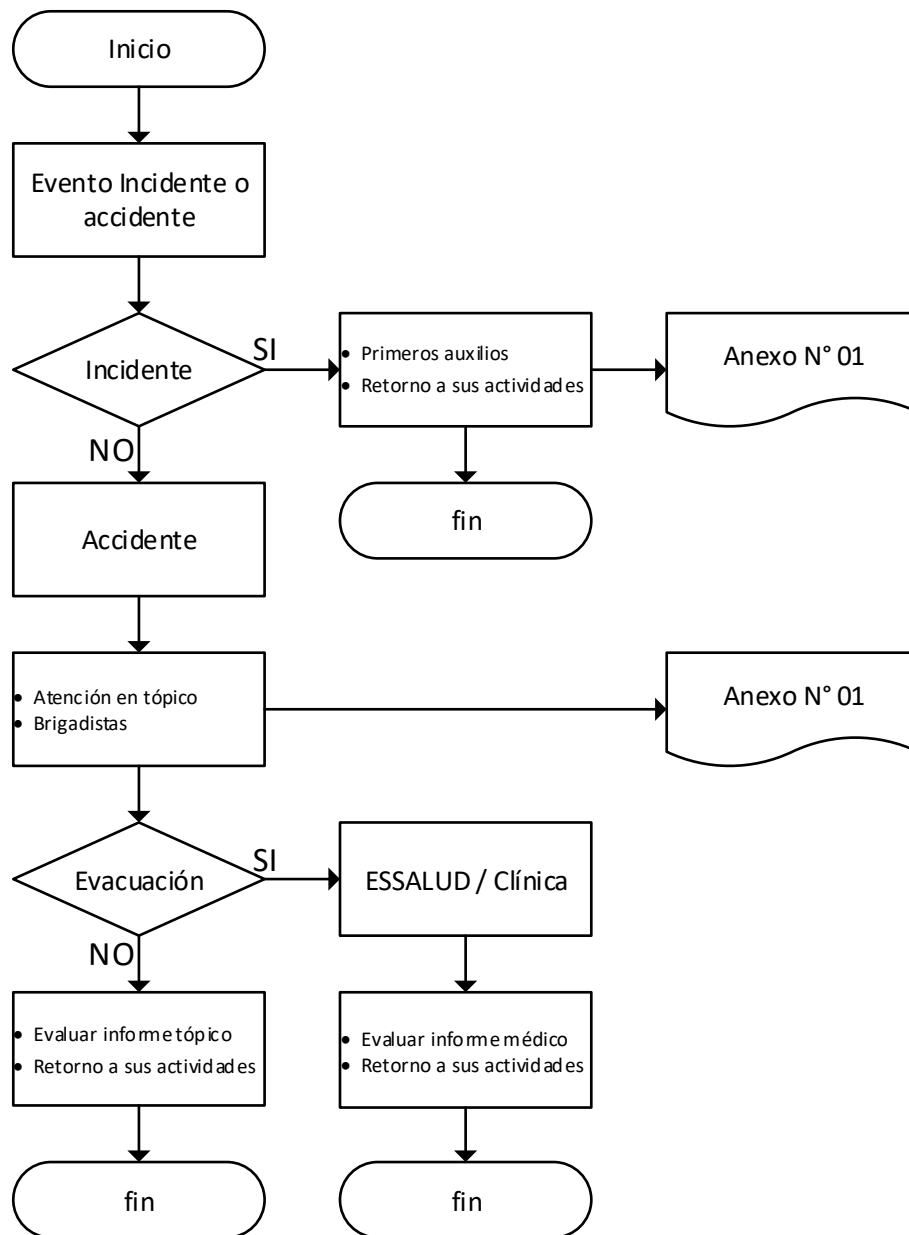 Inicio
Evento Incidente o
accidente
Incidente
SI
• Primeros auxilios
• Retorno a sus actividades
Anexo N° 01
NO
fin
Accidente
• Atención en tópico
• Brigadistas
Anexo N° 01
Evacuación
SI
ESSALUD / Clínica
NO
• Evaluar informe tópico
• Retorno a sus actividades
• Evaluar informe médico
• Retorno a sus actividades
fin
fin